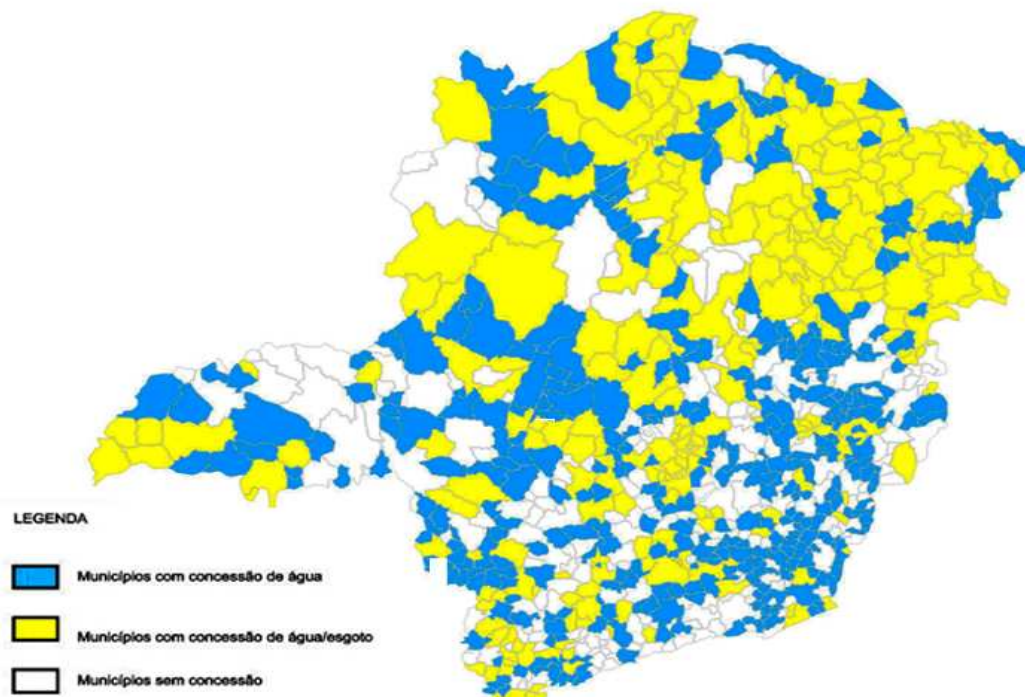 LEGENDA
Municípios com concessão de água
Municípios com concessão de água/esgoto
Municípios sem concessão